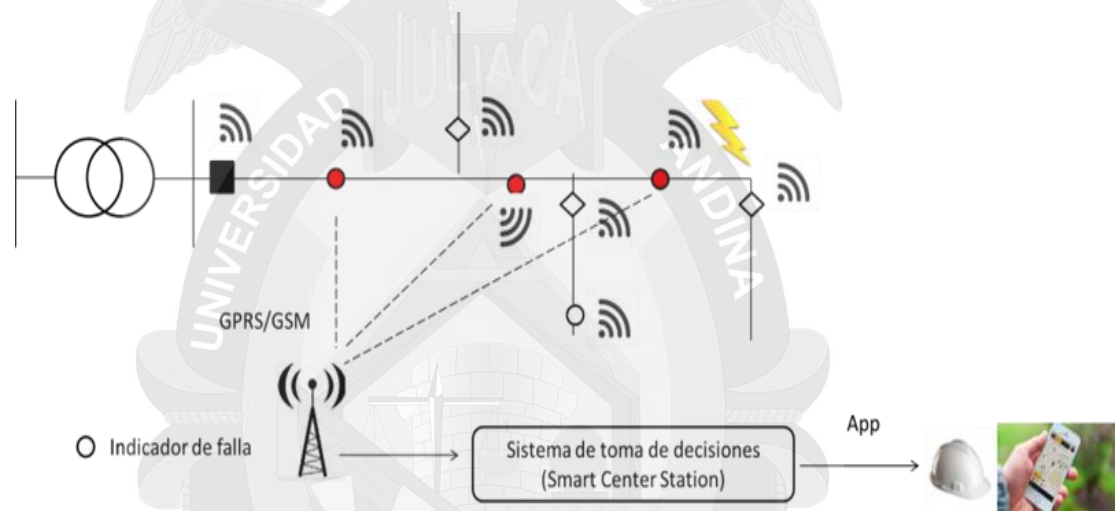 JULIACA
UNIVERSIDAD
ANDINA
GPRS/GSM
Indicador de falla
Sistema de toma de decisiones
(Smart Center Station)
App